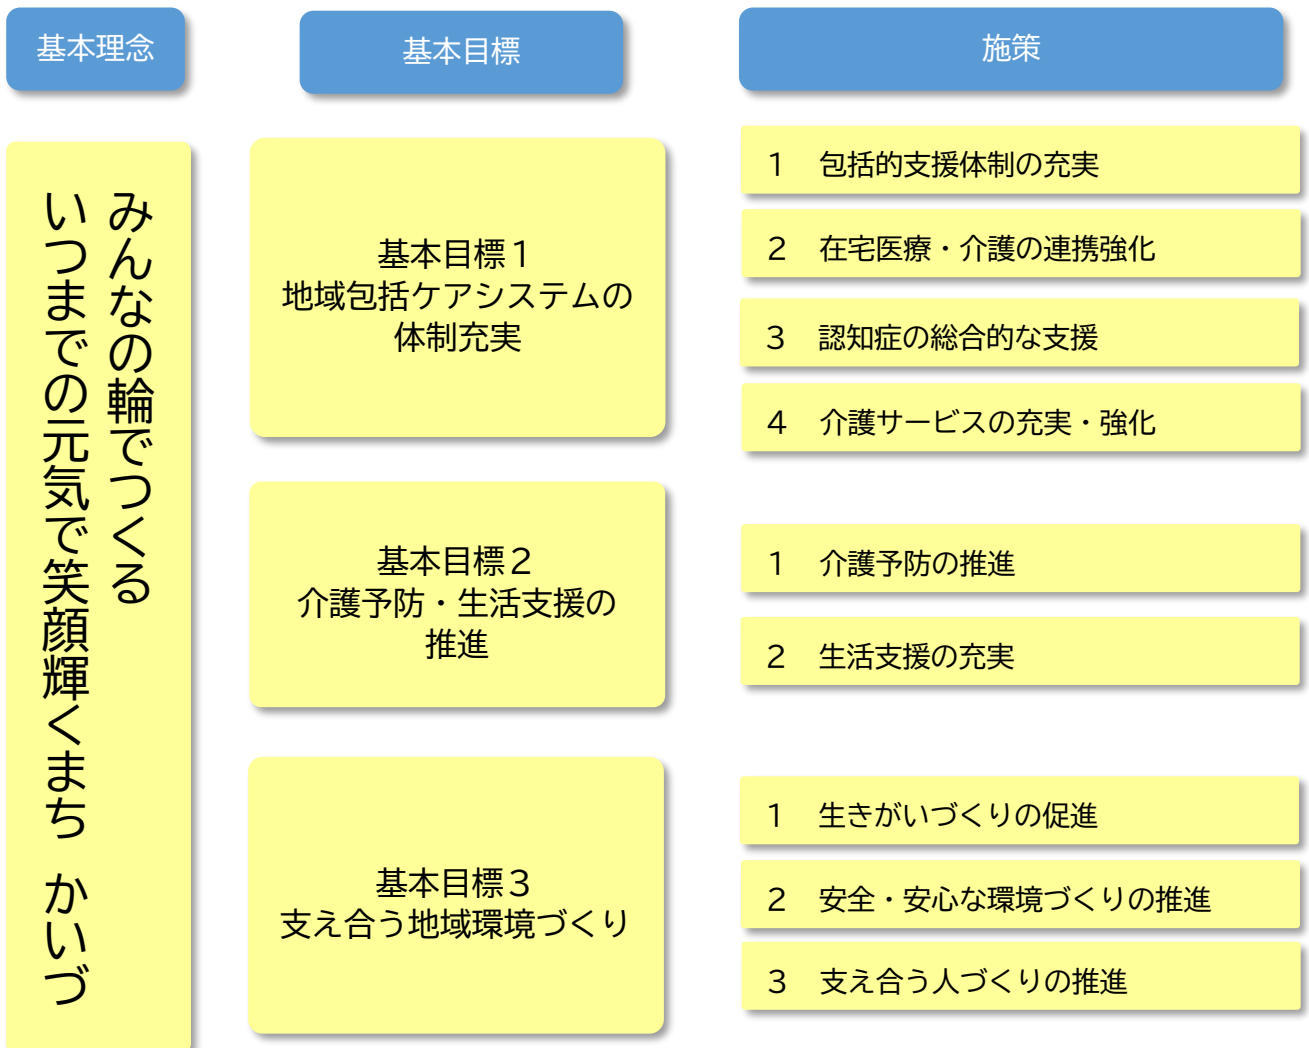 基本理念
基本目標
施策
みんなの輪でつくる
いつまでの元気で笑顔輝くまち かいづ
基本目標１
地域包括ケアシステムの
体制充実
１ 包括的支援体制の充実
２ 在宅医療・介護の連携強化
３ 認知症の総合的な支援
４ 介護サービスの充実・強化
基本目標２
介護予防・生活支援の
推進
１ 介護予防の推進
２ 生活支援の充実
基本目標３
支え合う地域環境づくり
１ 生きがいづくりの促進
２ 安全・安心な環境づくりの推進
３ 支え合う人づくりの推進